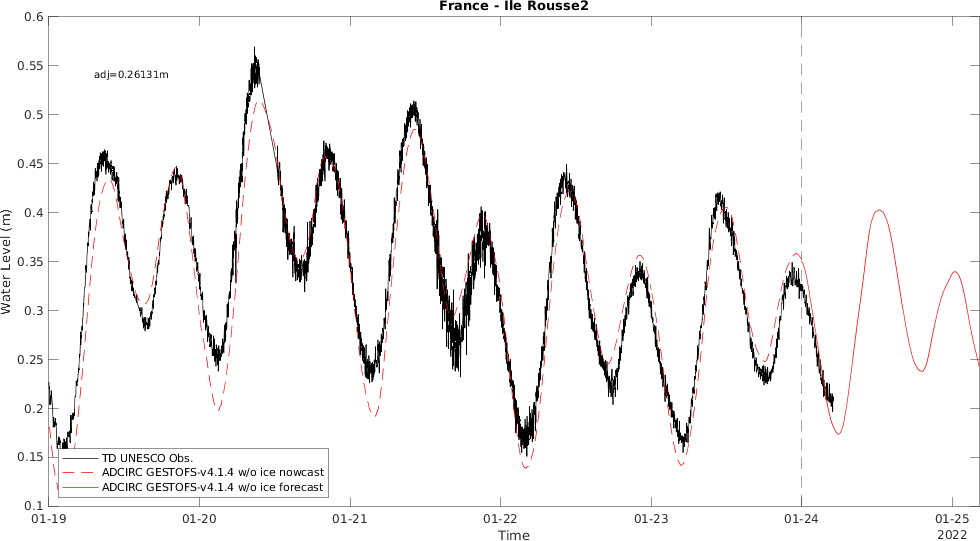 France - Ile Rousse2
adj=0.26131m
Water Level (m)
0.6
0.55
0.5
0.45
0.4
0.35
0.3
0.25
0.2
0.15
0.1
TD UNESCO Obs.
ADCIRC GESTOFS-v4.1.4 w/o ice nowcast
ADCIRC GESTOFS-v4.1.4 w/o ice forecast
01-19 01-20 01-21 01-22 01-23 01-24 01-25
Time 2022